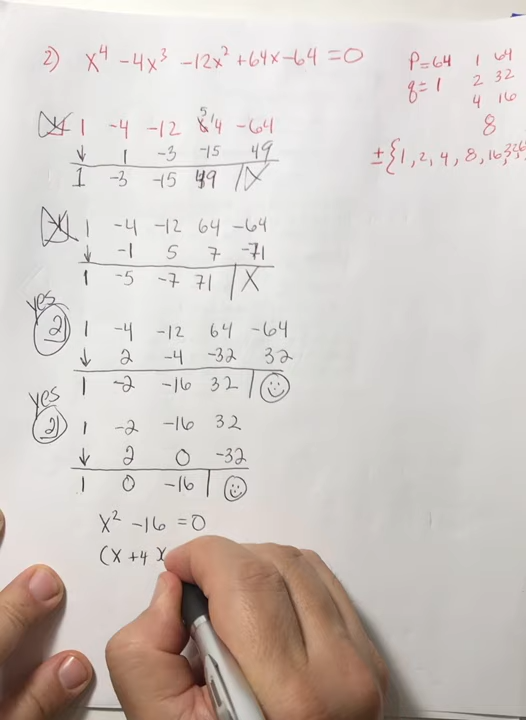 2) x⁴ -4x³ -12x² +64x -64 =0
P=64 1 64
q=1 2 32
4 16
8
±{1, 2, 4, 8, 16, 32
1 1 -4 -12 64 -64
↓ 1 -3 -15 49
1 -3 -15 49 X
-1 1 -4 -12 64 -64
↓ -1 5 7 -71
1 -5 -7 71 X
yes
2 1 -4 -12 64 -64
↓ 2 -4 -32 32
1 -2 -16 32 ☺
yes
2 1 -2 -16 32
↓ 2 0 -32
1 0 -16 ☺
x² -16 =0
(x +4)(